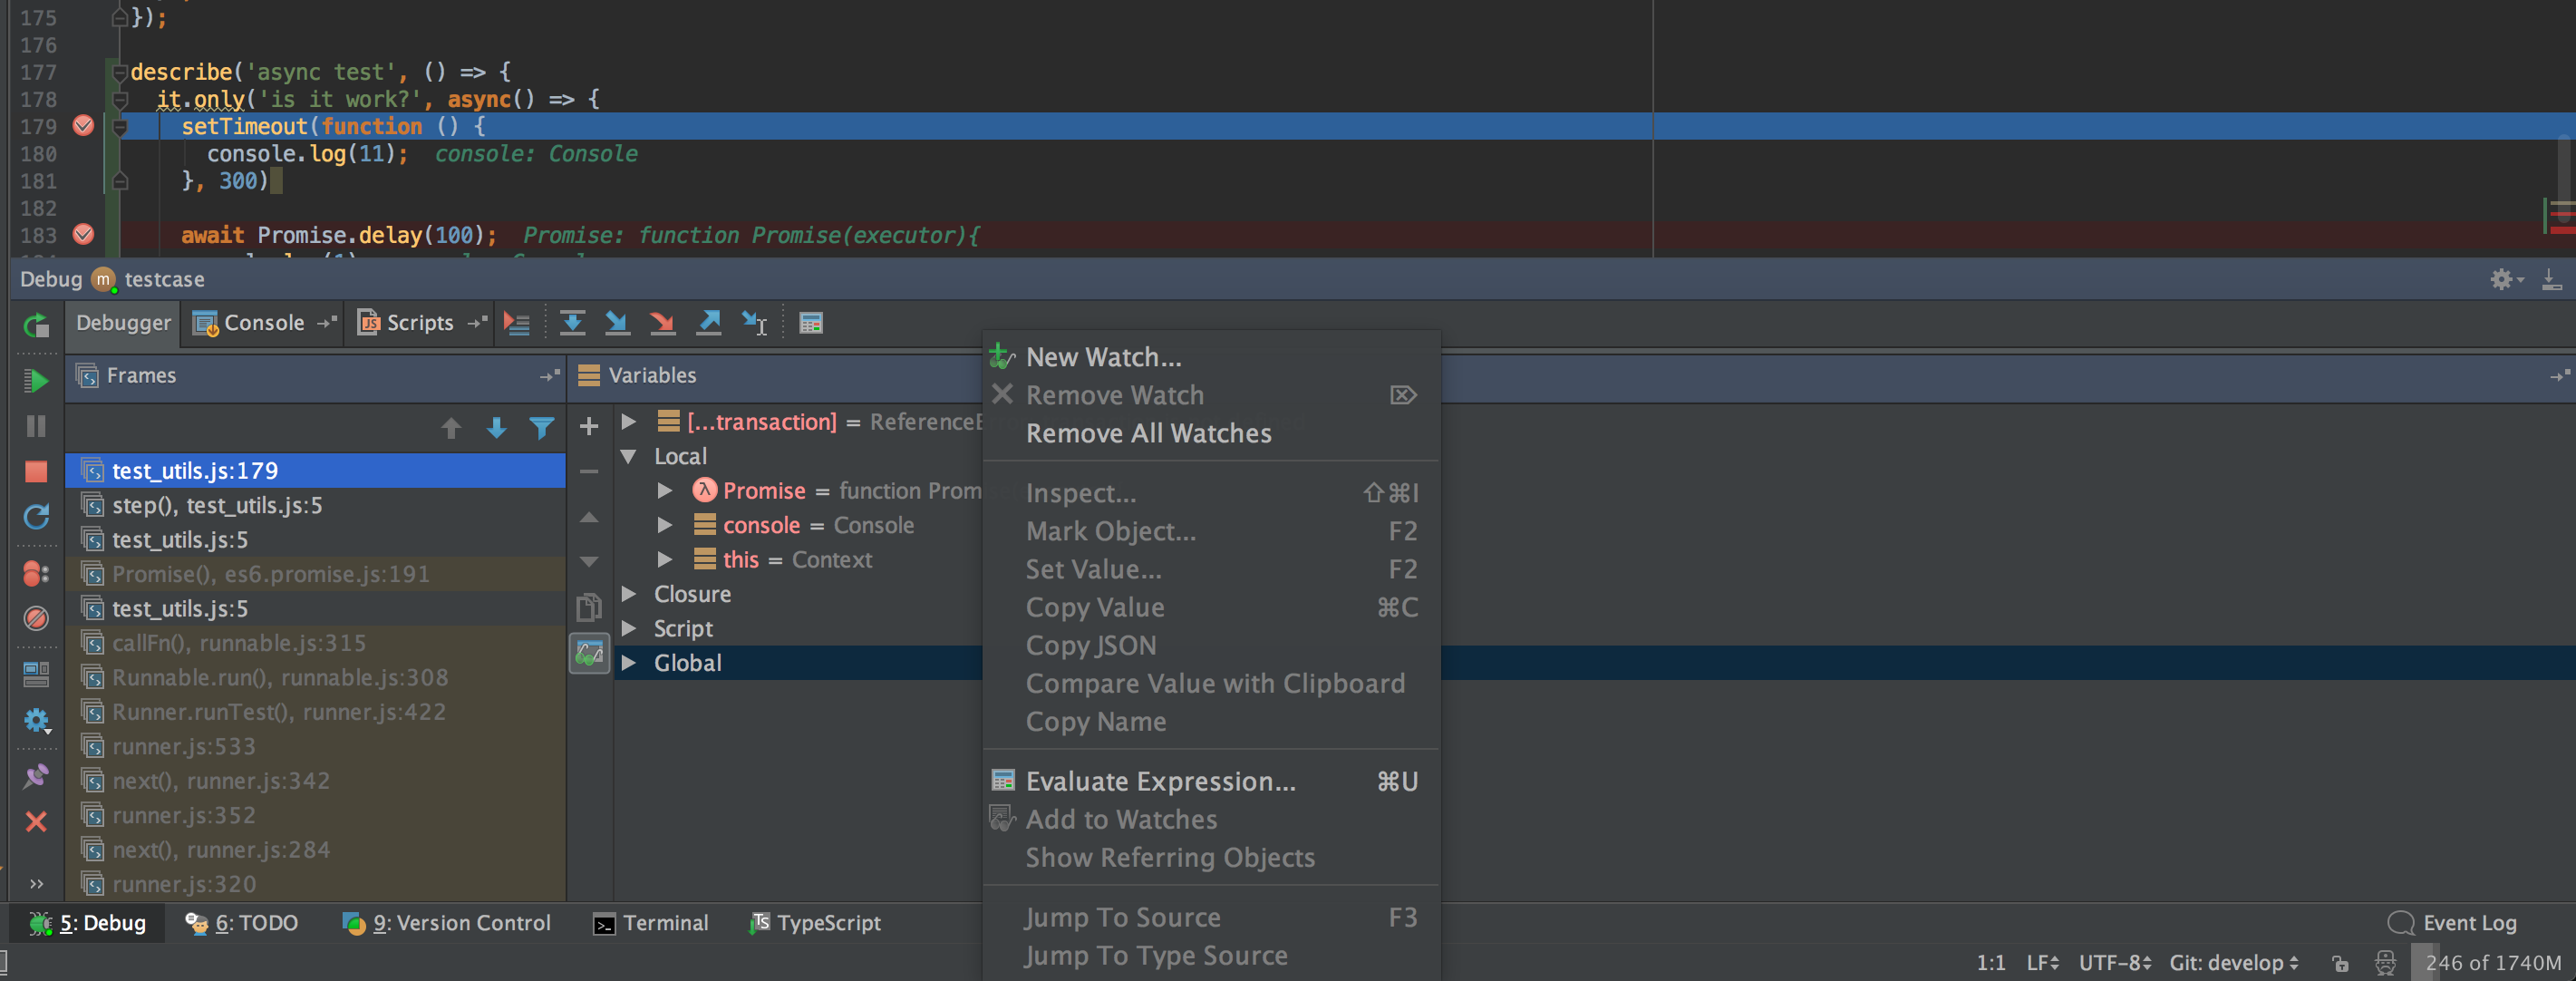 175 });
176
177 describe('async test', () => {
178 it.only('is it work?', async() => {
179 setTimeout(function () {
180 console.log(11); console: Console
181 }, 300)
182
183 await Promise.delay(100); Promise: function Promise(executor){
Debug m testcase
Debugger Console Scripts
Frames
Variables
test_utils.js:179
step(), test_utils.js:5
test_utils.js:5
Promise(), es6.promise.js:191
test_utils.js:5
callFn(), runnable.js:315
Runnable.run(), runnable.js:308
Runner.runTest(), runner.js:422
runner.js:533
next(), runner.js:342
runner.js:352
next(), runner.js:284
runner.js:320
[...transaction] = ReferenceE
Local
Promise = function Prom
console = Console
this = Context
Closure
Script
Global
New Watch...
Remove Watch ⌦
Remove All Watches
Inspect... ⇧⌘I
Mark Object... F2
Set Value... F2
Copy Value ⌘C
Copy JSON
Compare Value with Clipboard
Copy Name
Evaluate Expression... ⌘U
Add to Watches
Show Referring Objects
Jump To Source F3
Jump To Type Source
5: Debug 6: TODO 9: Version Control Terminal TypeScript Event Log
1:1 LF UTF-8 Git: develop 246 of 1740M